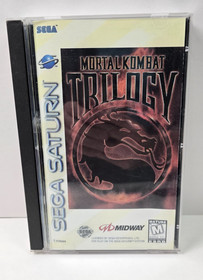 SEGA
SEGA SATURN
MORTAL KOMBAT
TRILOGY
MIDWAY
MATURE
M